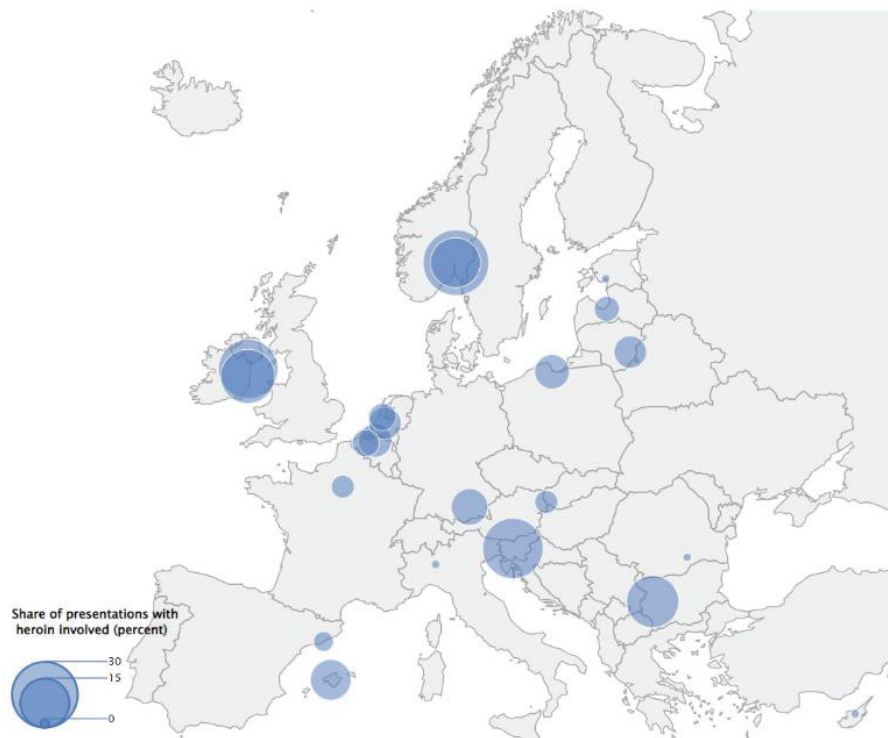 Share of presentations with
heroin involved (percent)
30
15
0